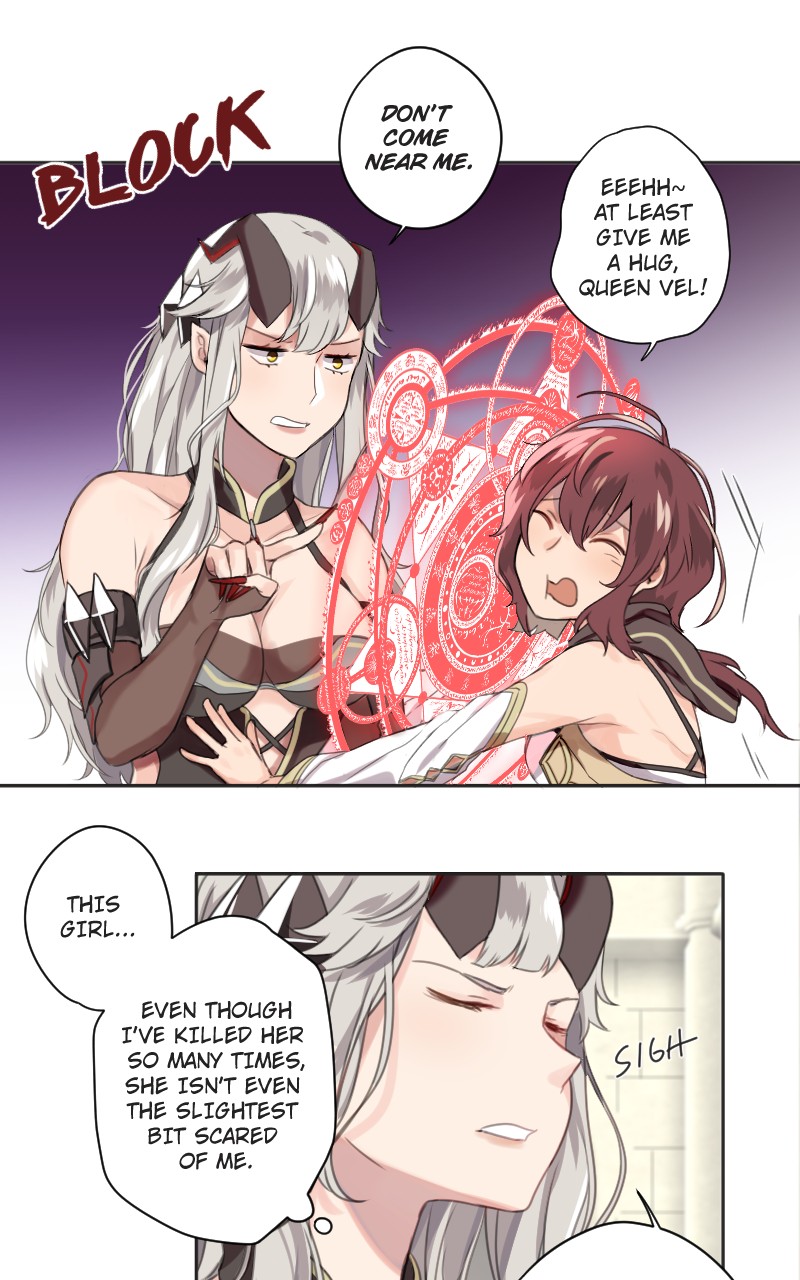 BLOCK
DON'T
COME
NEAR ME.
EEEHH~
AT LEAST
GIVE ME
A HUG,
QUEEN VEL!
THIS
GIRL...
EVEN THOUGH
I'VE KILLED HER
SO MANY TIMES,
SHE ISN'T EVEN
THE SLIGHTEST
BIT SCARED
OF ME.
SIGH